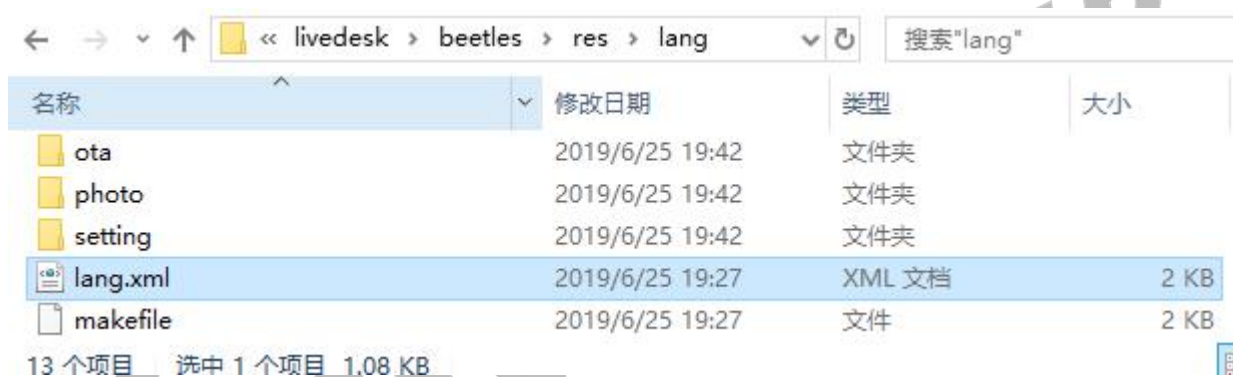 « livedesk › beetles › res › lang 搜索"lang"
名称 修改日期 类型 大小
ota 2019/6/25 19:42 文件夹
photo 2019/6/25 19:42 文件夹
setting 2019/6/25 19:42 文件夹
lang.xml 2019/6/25 19:27 XML 文档 2 KB
makefile 2019/6/25 19:27 文件 2 KB
13 个项目 选中 1 个项目 1.08 KB